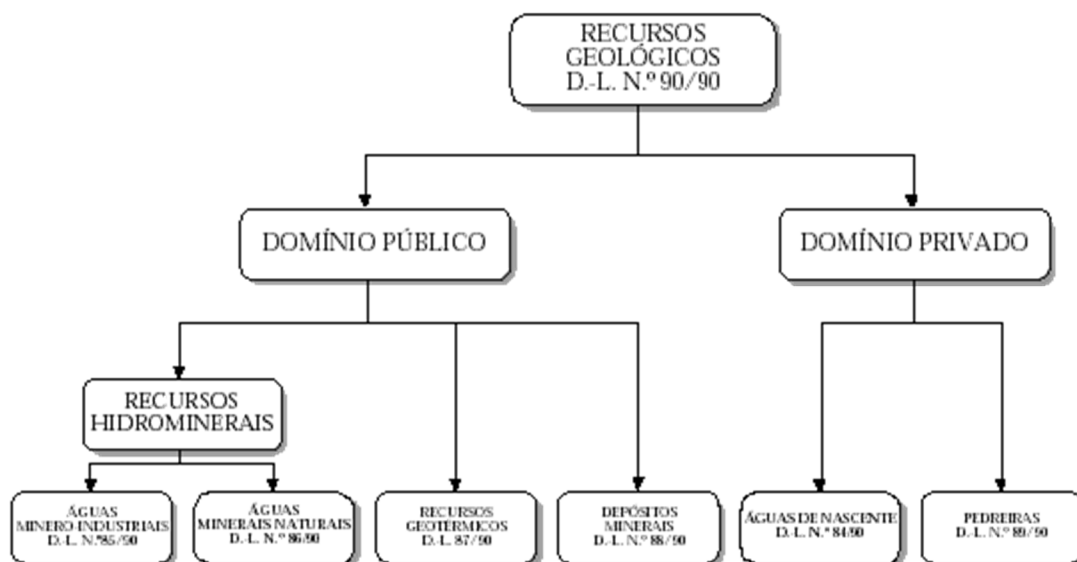 RECURSOS
GEOLÓGICOS
D.-L. N.º 90/90
DOMÍNIO PÚBLICO
DOMÍNIO PRIVADO
RECURSOS
HIDROMINERAIS
ÁGUAS
MINERO-INDUSTRIAIS
D.-L. N.º85/90
ÁGUAS
MINERAIS NATURAIS
D.-L. N.º 86/90
RECURSOS
GEOTÉRMICOS
D.-L. 87/90
DEPÓSITOS
MINERAIS
D.-L. N.º 88/90
ÁGUAS DE NASCENTE
D.-L. N.º 84/90
PEDREIRAS
D.-L. N.º 89/90